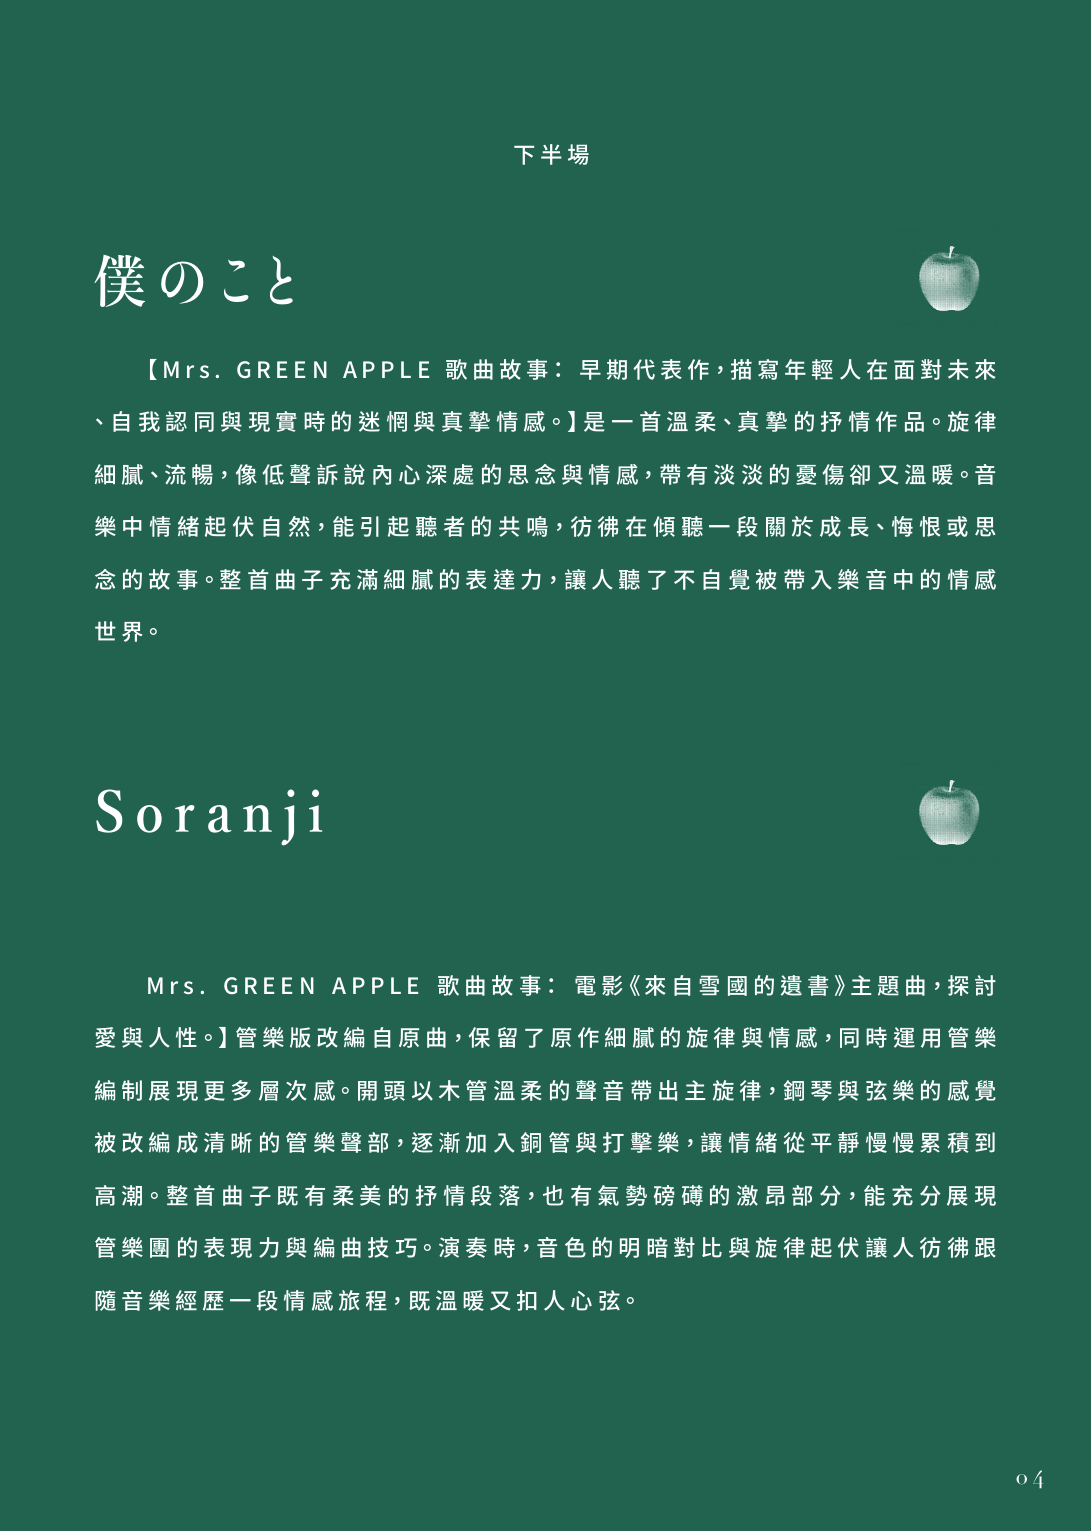 下半場
僕のこと
【Mrs. GREEN APPLE 歌曲故事： 早期代表作，描寫年輕人在面對未來
、自我認同與現實時的迷惘與真摯情感。】是一首溫柔、真摯的抒情作品。旋律
細膩、流暢，像低聲訴說內心深處的思念與情感，帶有淡淡的憂傷卻又溫暖。音
樂中情緒起伏自然，能引起聽者的共鳴，彷彿在傾聽一段關於成長、悔恨或思
念的故事。整首曲子充滿細膩的表達力，讓人聽了不自覺被帶入樂音中的情感
世界。
Soranji
Mrs. GREEN APPLE 歌曲故事： 電影《來自雪國的遺書》主題曲，探討
愛與人性。】管樂版改編自原曲，保留了原作細膩的旋律與情感，同時運用管樂
編制展現更多層次感。開頭以木管溫柔的聲音帶出主旋律，鋼琴與弦樂的感覺
被改編成清晰的管樂聲部，逐漸加入銅管與打擊樂，讓情緒從平靜慢慢累積到
高潮。整首曲子既有柔美的抒情段落，也有氣勢磅礡的激昂部分，能充分展現
管樂團的表現力與編曲技巧。演奏時，音色的明暗對比與旋律起伏讓人彷彿跟
隨音樂經歷一段情感旅程，既溫暖又扣人心弦。
04